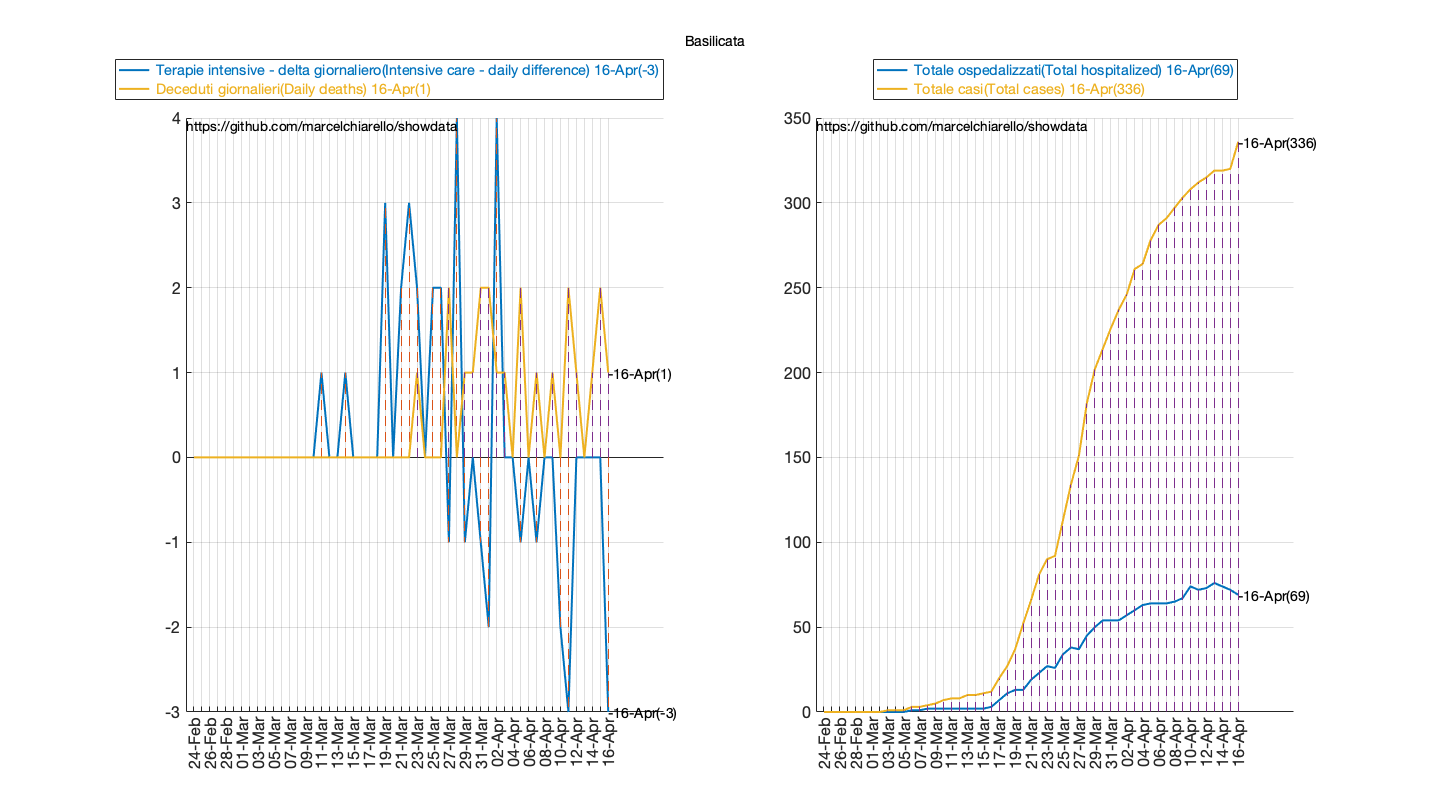 Basilicata
Terapie intensive - delta giornaliero(Intensive care - daily difference) 16-Apr(-3)
Deceduti giornalieri(Daily deaths) 16-Apr(1)
https://github.com/marcelchiarello/showdata
4
3
2
1
0
-1
-2
-3
16-Apr(1)
16-Apr(-3)
24-Feb
26-Feb
28-Feb
01-Mar
03-Mar
05-Mar
07-Mar
09-Mar
11-Mar
13-Mar
15-Mar
17-Mar
19-Mar
21-Mar
23-Mar
25-Mar
27-Mar
29-Mar
31-Mar
02-Apr
04-Apr
06-Apr
08-Apr
10-Apr
12-Apr
14-Apr
16-Apr
Totale ospedalizzati(Total hospitalized) 16-Apr(69)
Totale casi(Total cases) 16-Apr(336)
https://github.com/marcelchiarello/showdata
350
300
250
200
150
100
50
0
16-Apr(336)
16-Apr(69)
24-Feb
26-Feb
28-Feb
01-Mar
03-Mar
05-Mar
07-Mar
09-Mar
11-Mar
13-Mar
15-Mar
17-Mar
19-Mar
21-Mar
23-Mar
25-Mar
27-Mar
29-Mar
31-Mar
02-Apr
04-Apr
06-Apr
08-Apr
10-Apr
12-Apr
14-Apr
16-Apr